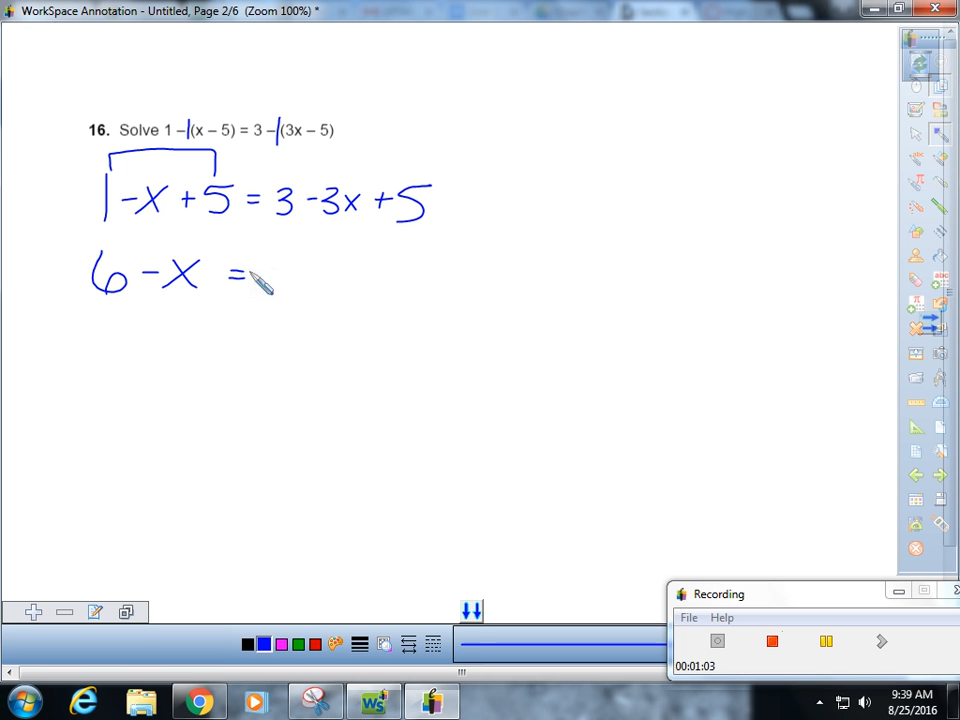 WorkSpace Annotation - Untitled, Page 2/6 (Zoom 100%) *
16. Solve 1 – (x – 5) = 3 – (3x – 5)
1 - x + 5 = 3 - 3x + 5
6 - x =
Recording
File Help
00:01:03
9:39 AM
8/25/2016